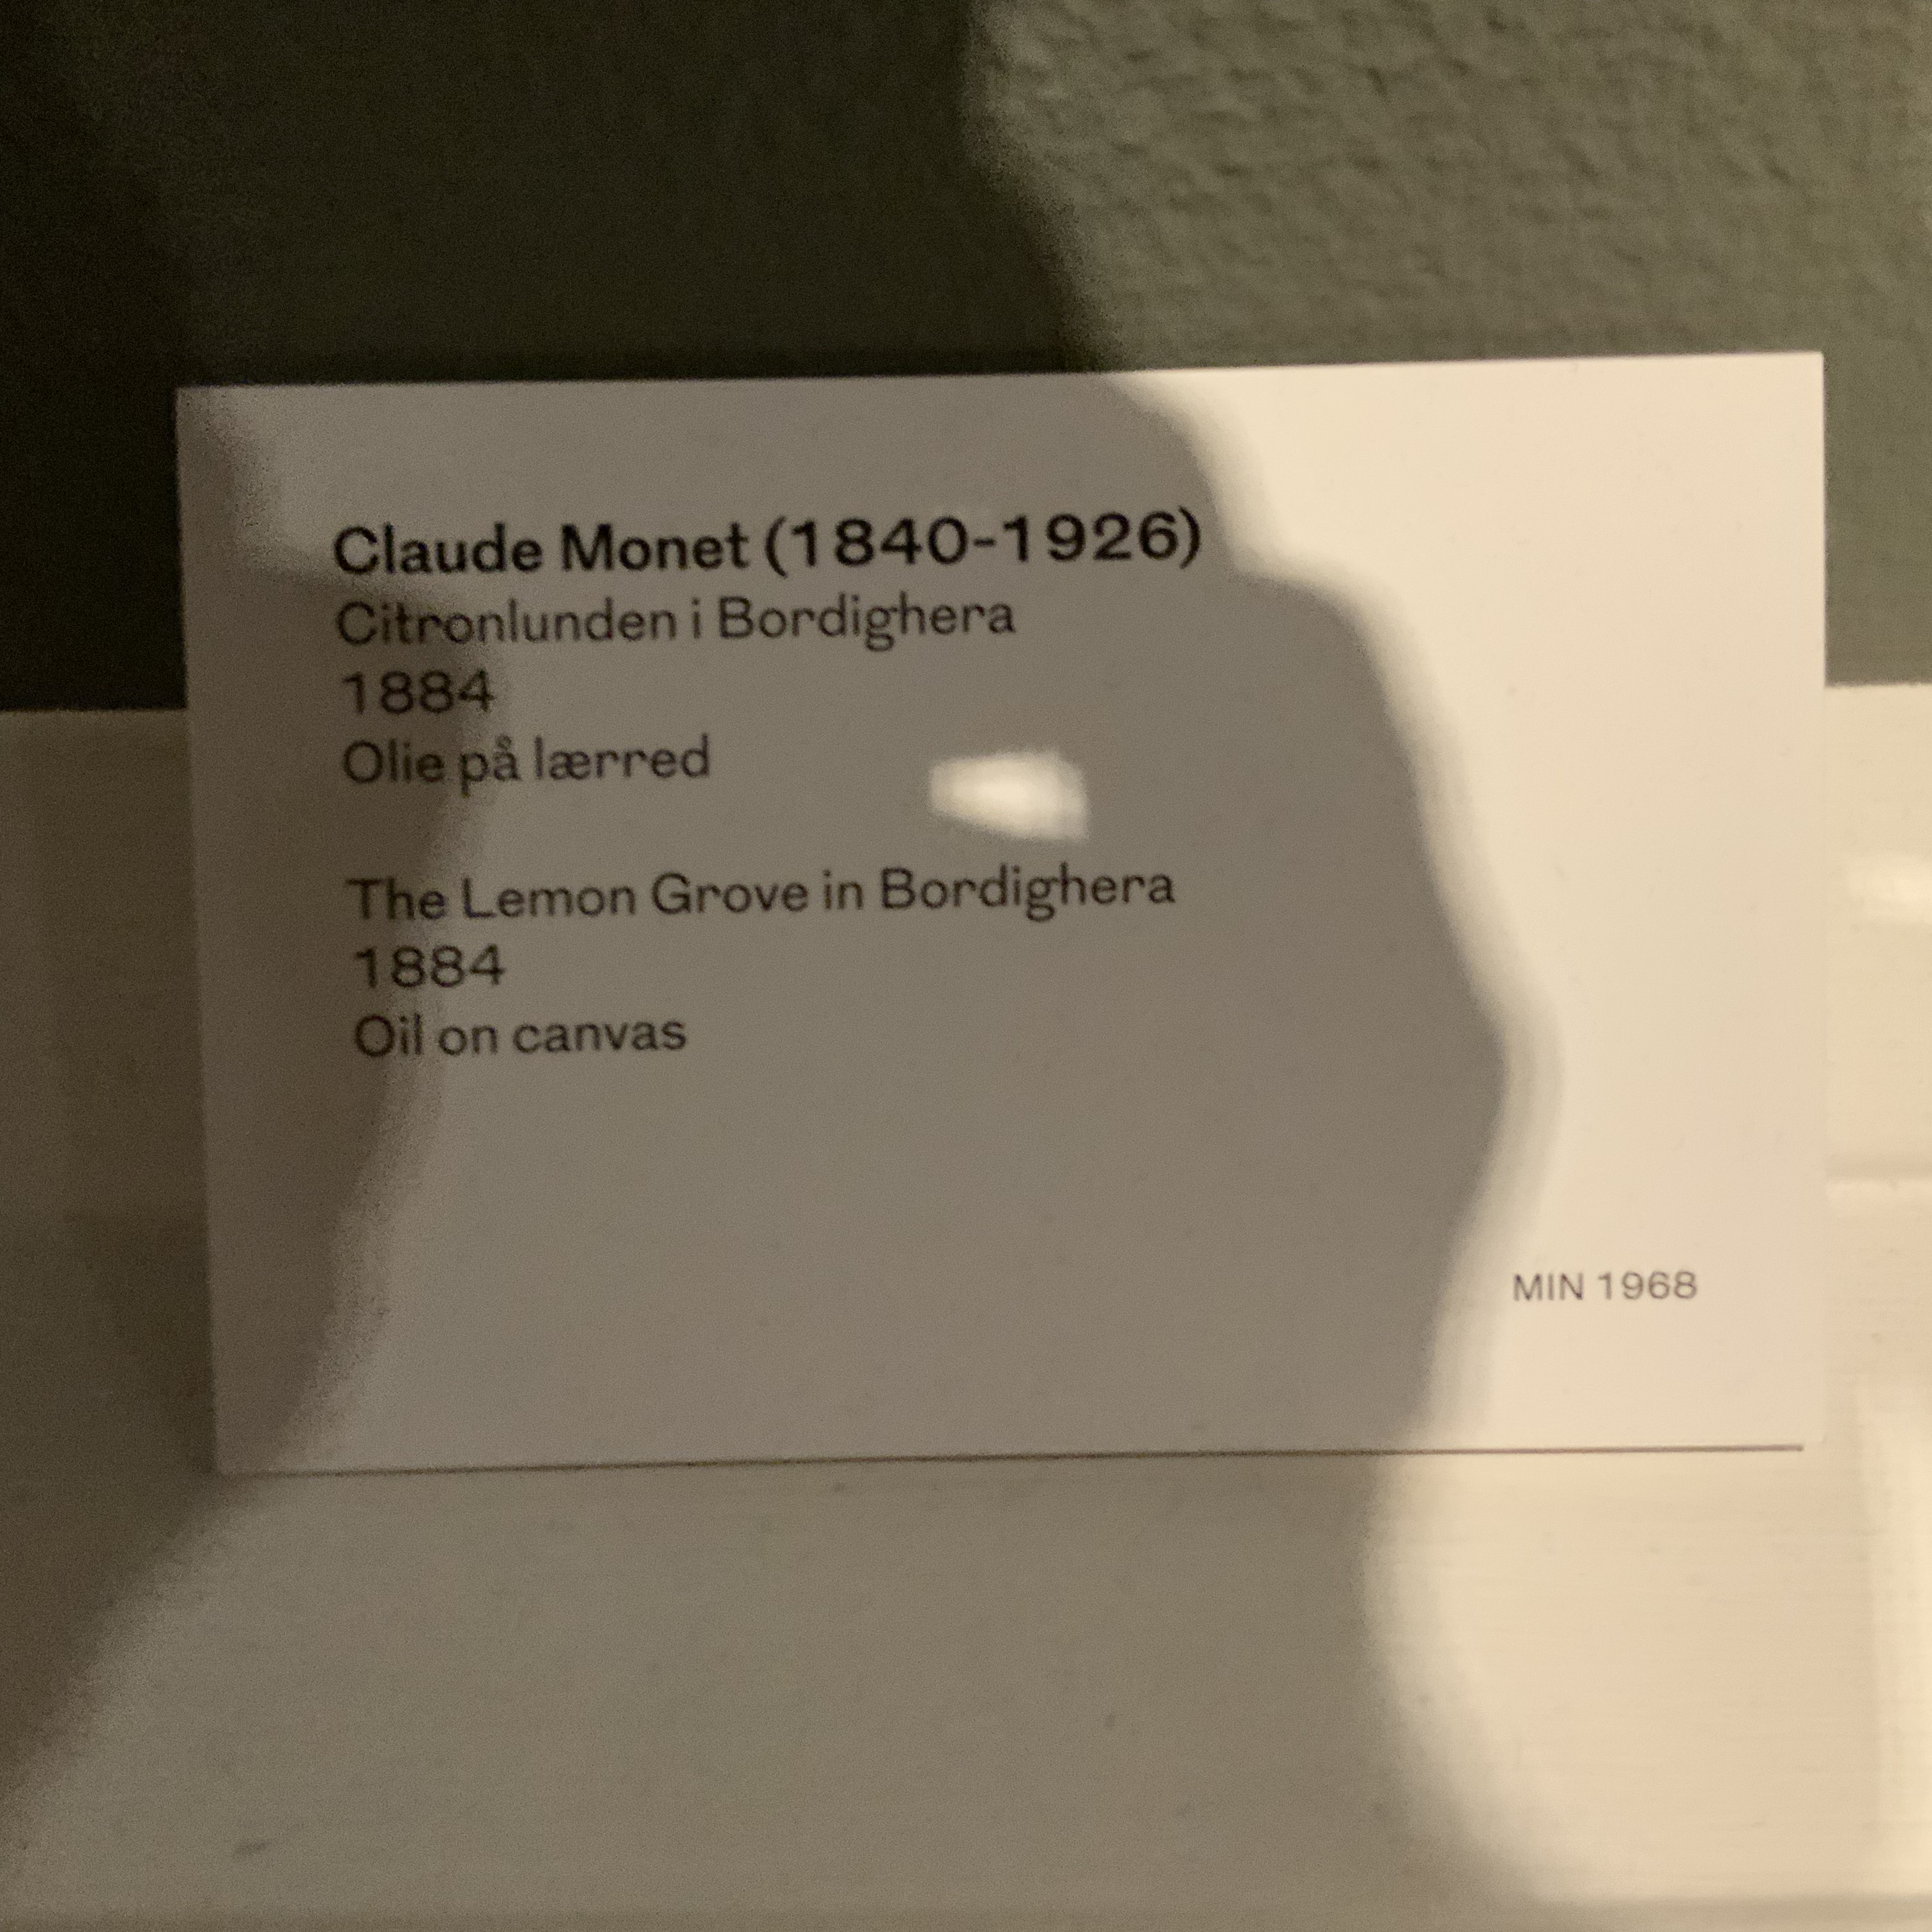 Claude Monet (1840-1926)
Citronlunden i Bordighera
1884
Olie på lærred
The Lemon Grove in Bordighera
1884
Oil on canvas
MIN 1968